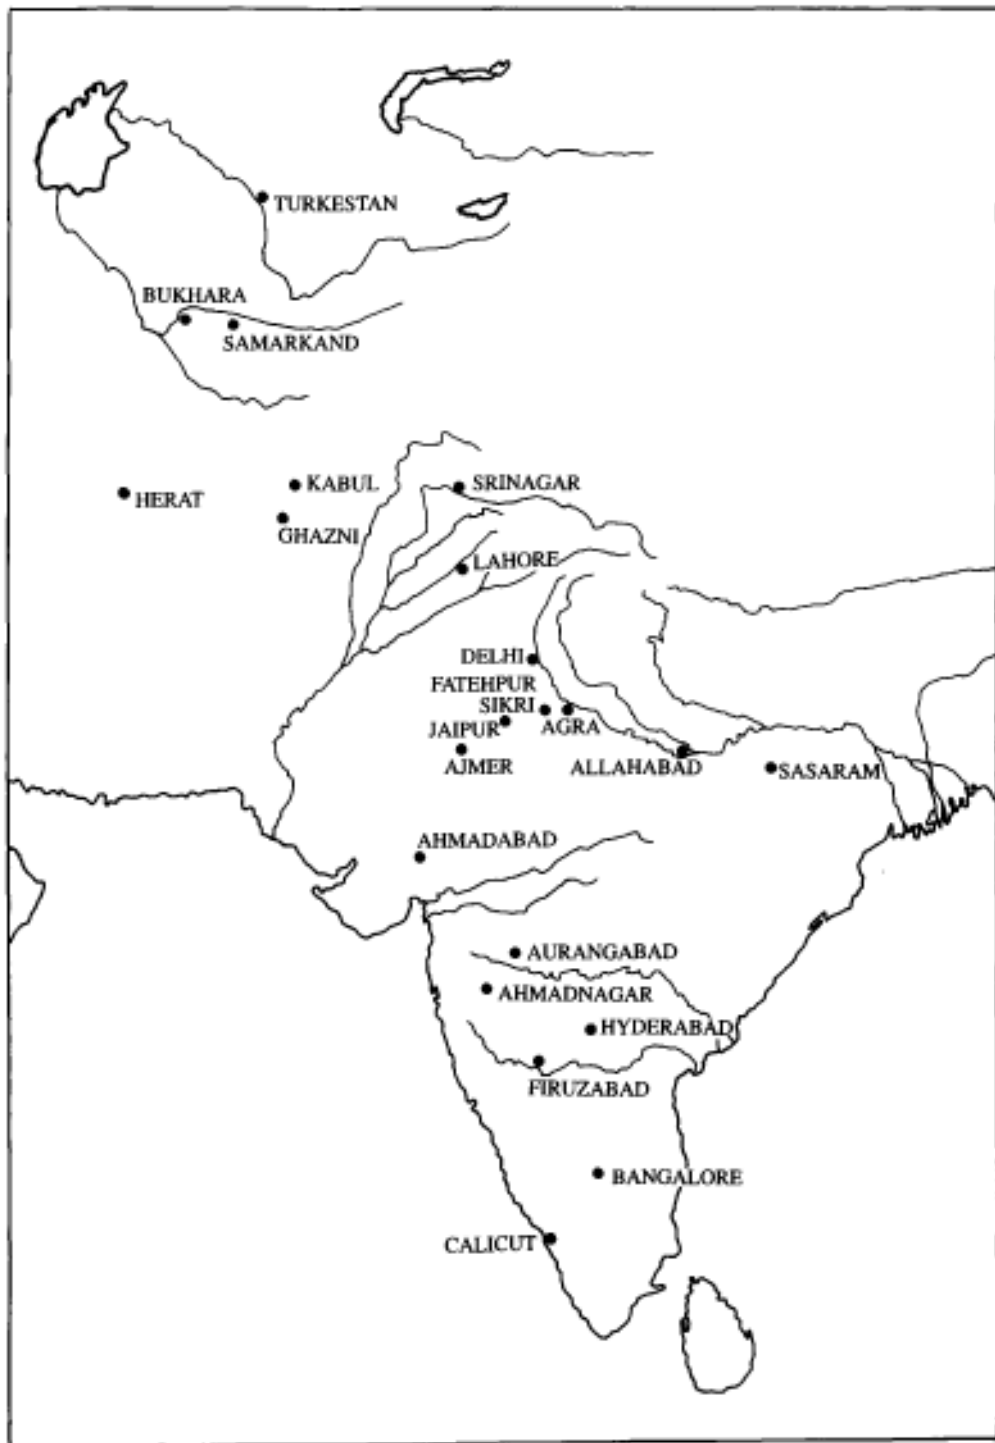 TURKESTAN
BUKHARA
SAMARKAND
KABUL
SRINAGAR
HERAT
GHAZNI
LAHORE
DELHI
FATEHPUR
SIKRI
JAIPUR
AGRA
AJMER
ALLAHABAD
SASARAM
AHMADABAD
AURANGABAD
AHMADNAGAR
HYDERABAD
FIRUZABAD
BANGALORE
CALICUT